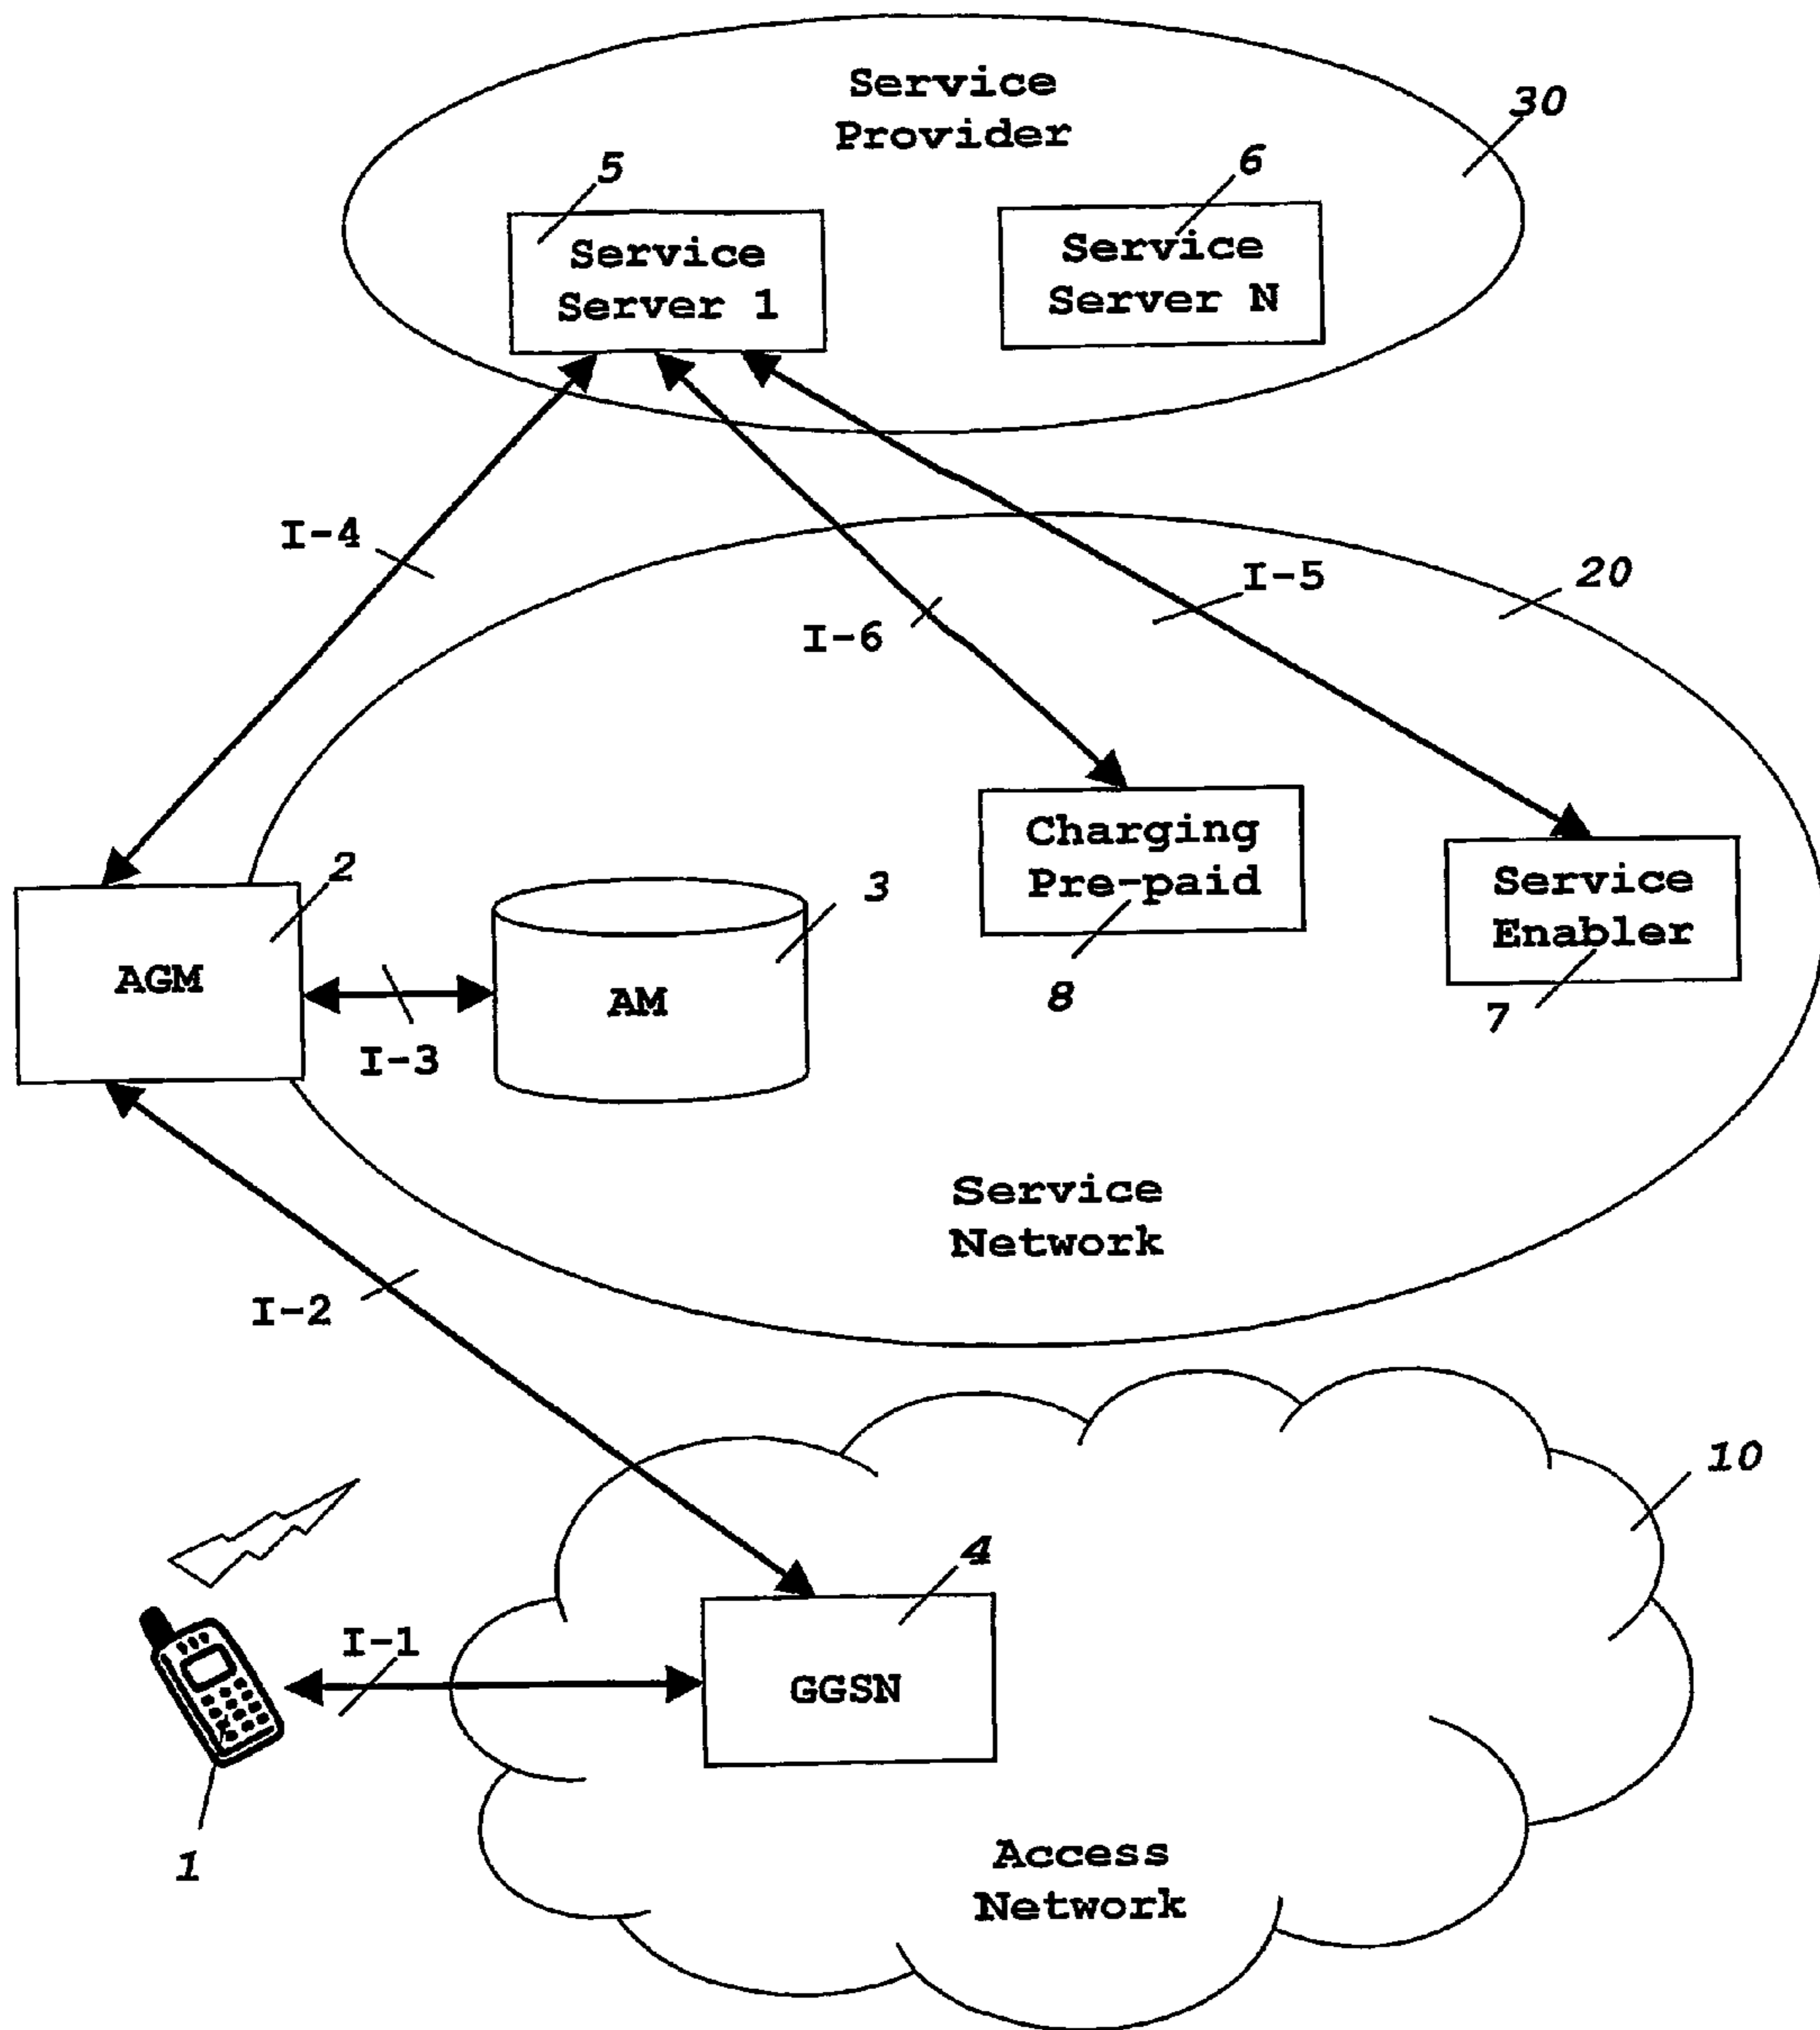 Service
Provider
30
5
6
Service
Server 1
Service
Server N
I-4
I-6
I-5
20
2
AGM
3
AM
I-3
Charging
Pre-paid
8
Service
Enabler
7
Service
Network
I-2
10
4
I-1
GGSN
1
Access
Network